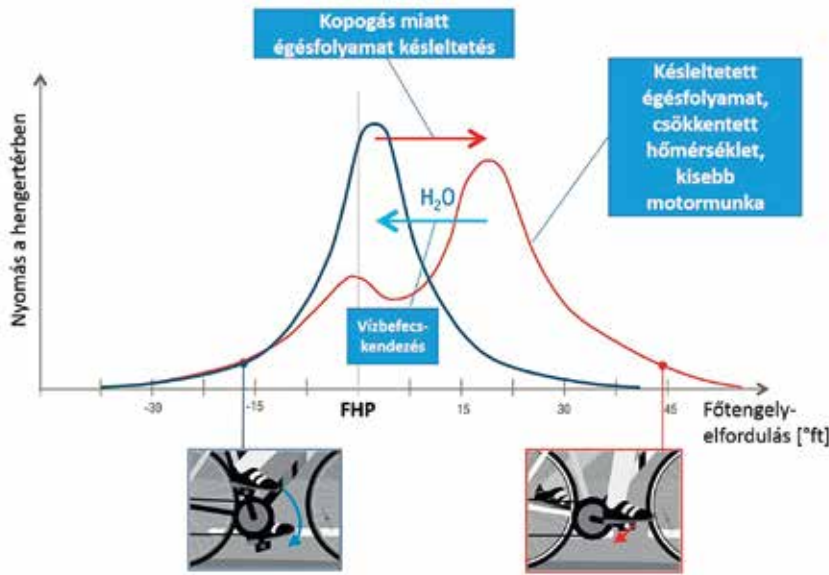 Kopogás miatt
égésfolyamat késleltetés
Késleltetett
égésfolyamat,
csökkentett
hőmérséklet,
kisebb
motormunka
Nyomás a hengertérben
H₂O
Vízbefecs-
kendezés
-30
-15
FHP
15
30
45
Főtengely-
elfordulás [°ft]